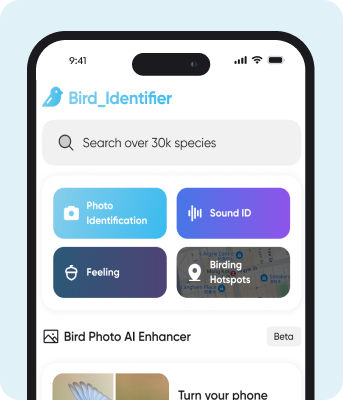 9:41
Bird_Identifier
Search over 30k species
Photo
Identification
Sound ID
Feeling
Birding
Hotspots
Bird Photo AI Enhancer
Beta
Turn your phone